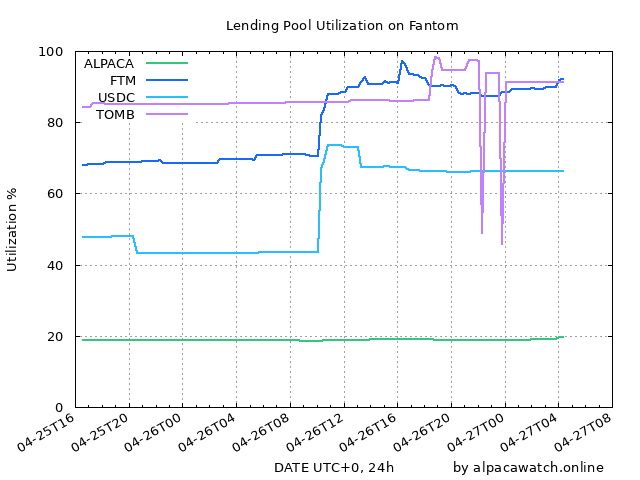 Lending Pool Utilization on Fantom
100
80
60
40
20
0
Utilization %
ALPACA
FTM
USDC
TOMB
04-25T16
04-25T20
04-26T00
04-26T04
04-26T08
04-26T12
04-26T16
04-26T20
04-27T00
04-27T04
04-27T08
DATE UTC+0, 24h
by alpacawatch.online